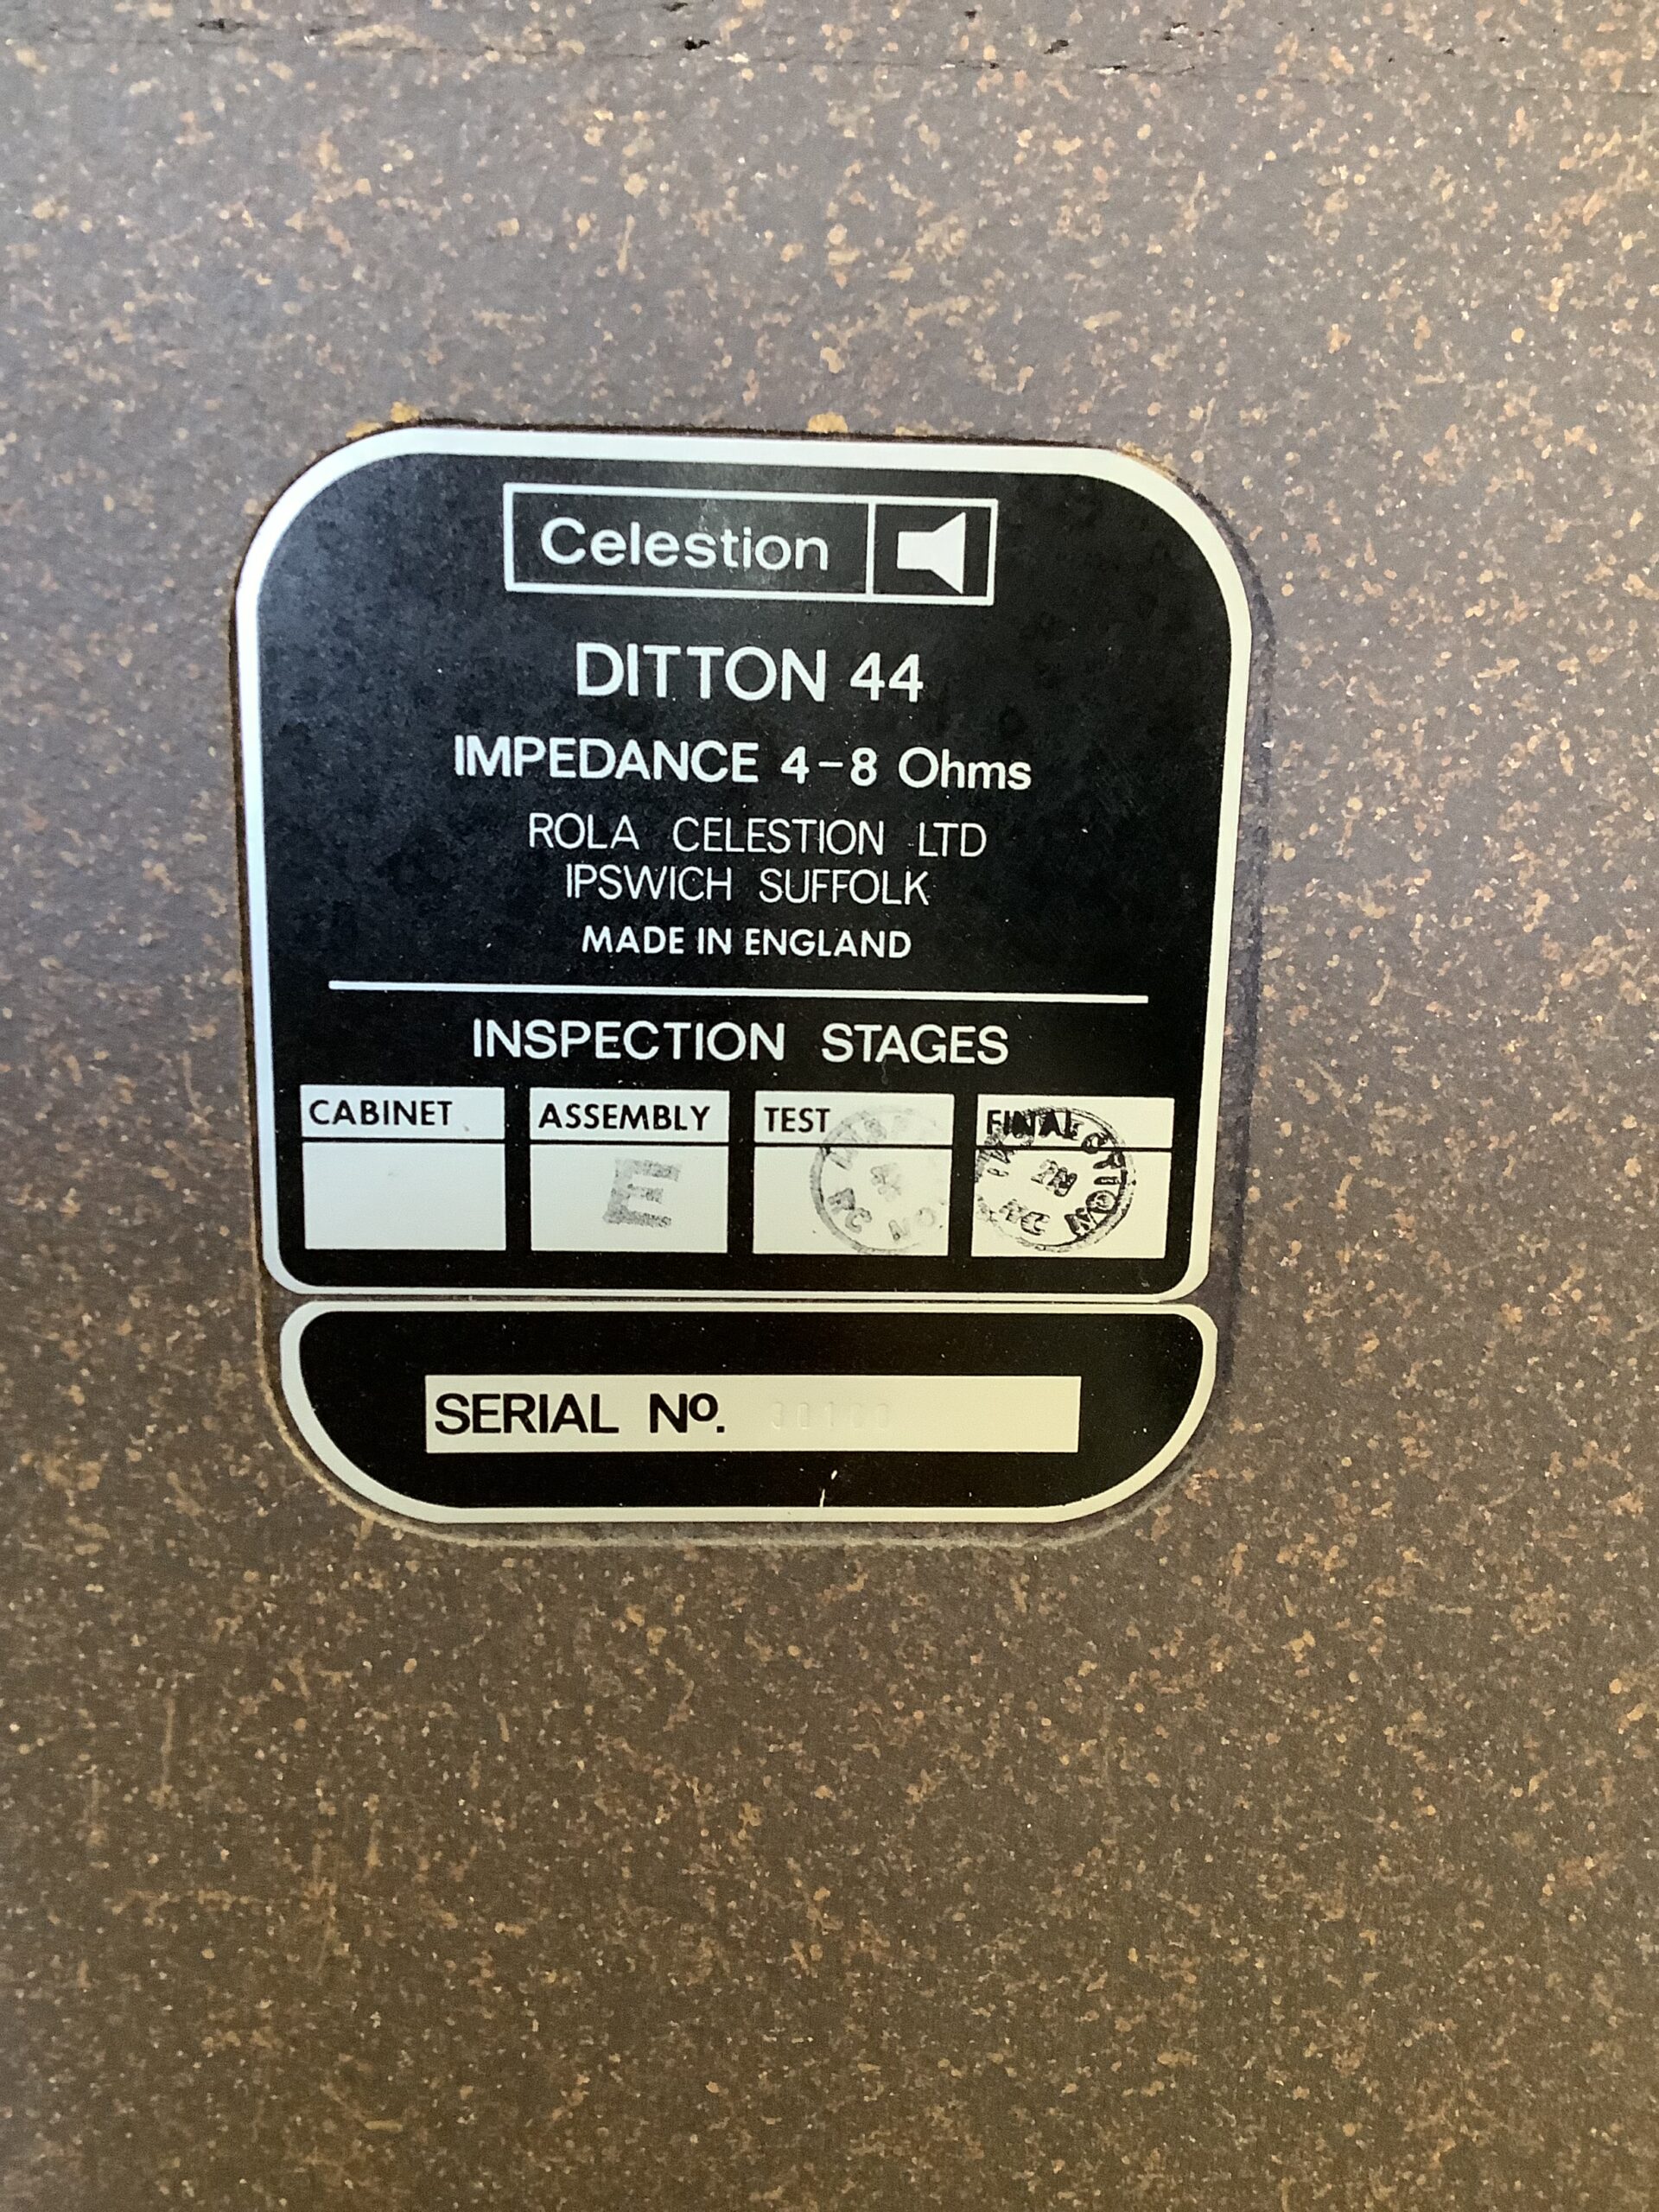 Celestion
DITTON 44
IMPEDANCE 4-8 Ohms
ROLA CELESTION LTD
IPSWICH SUFFOLK
MADE IN ENGLAND
INSPECTION STAGES
CABINET ASSEMBLY TEST FINAL
E
SERIAL No.